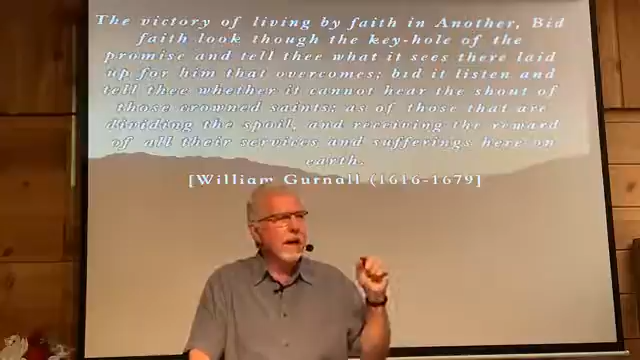 The victory of living by faith in Another, Bid
faith look though the key-hole of the
promise and tell thee what it sees there laid
up for him that overcomes; bid it listen and
tell thee whether it cannot hear the shout of
those crowned saints; as of those that are
dividing the spoil, and receiving the reward
of all their services and sufferings here on
earth.
[William Gurnall (1616-1679]